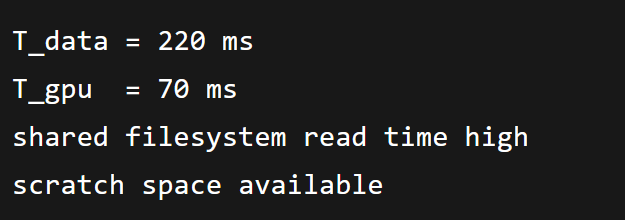 T_data = 220 ms
T_gpu  = 70 ms
shared filesystem read time high
scratch space available